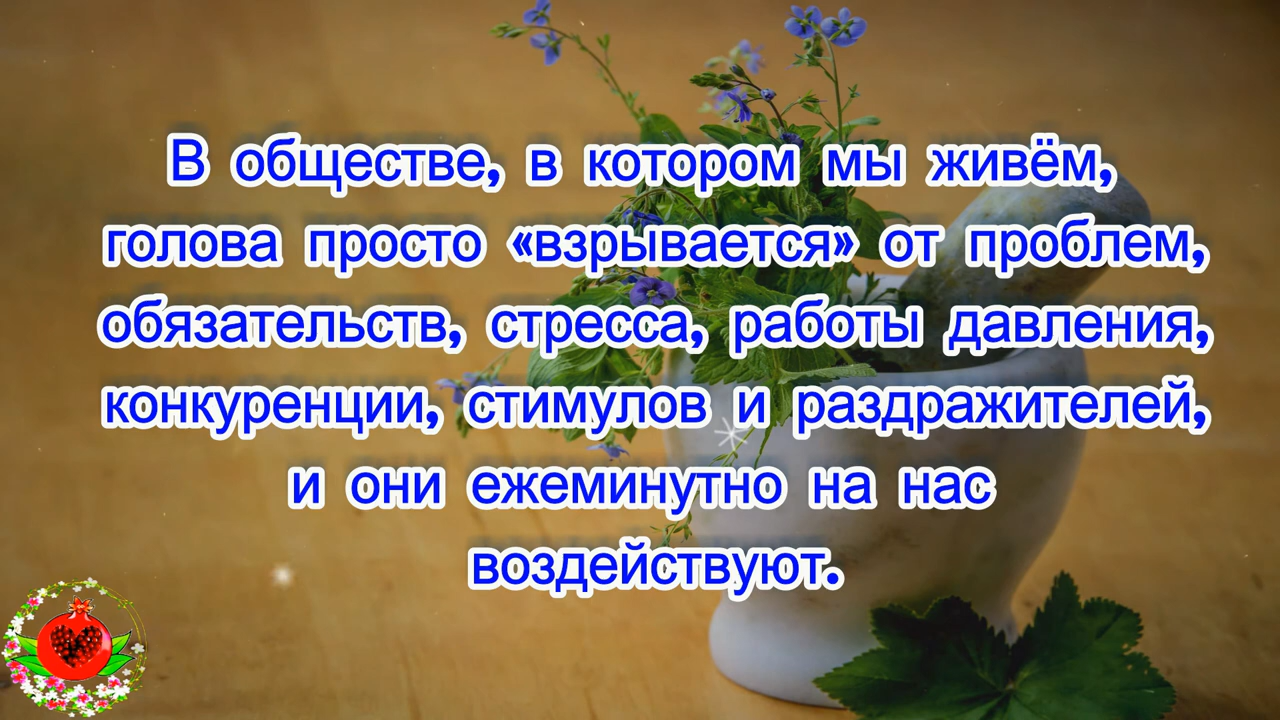 В обществе, в котором мы живём,
голова просто «взрывается» от проблем,
обязательств, стресса, работы давления,
конкуренции, стимулов и раздражителей,
и они ежеминутно на нас
воздействуют.